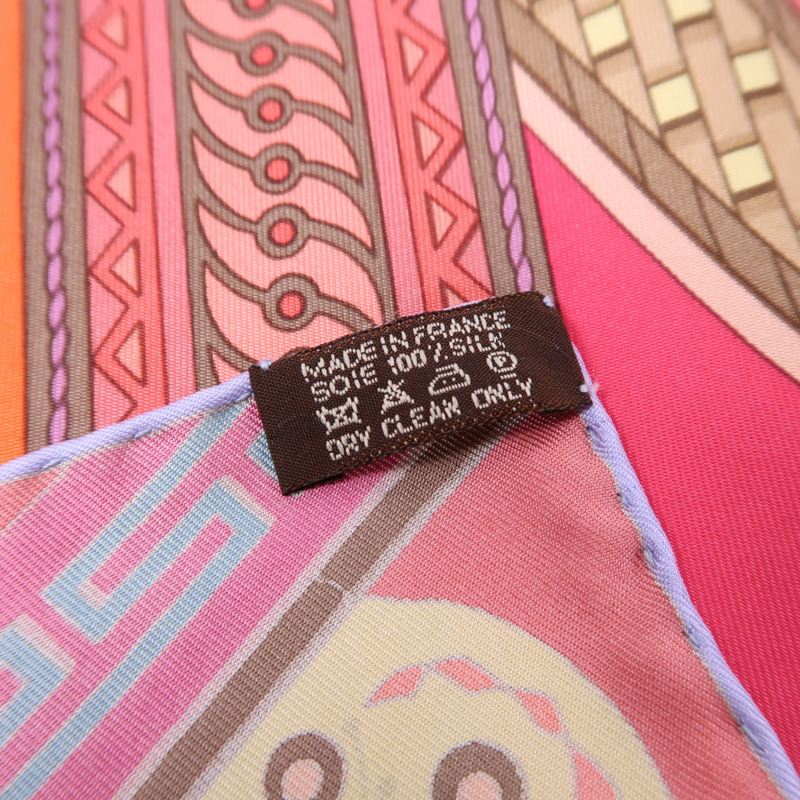 MADE IN FRANCE
SOIE 100 / SILK
P
DRY CLEAN ONLY